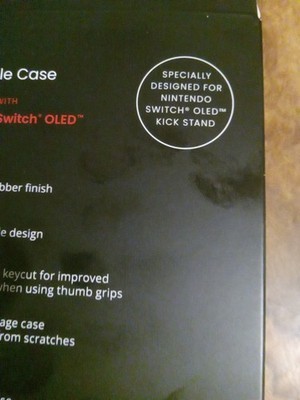 le Case
WITH
Switch® OLED™
SPECIALLY
DESIGNED FOR
NINTENDO
SWITCH® OLED™
KICK STAND
bber finish
e design
keycut for improved
when using thumb grips
age case
rom scratches